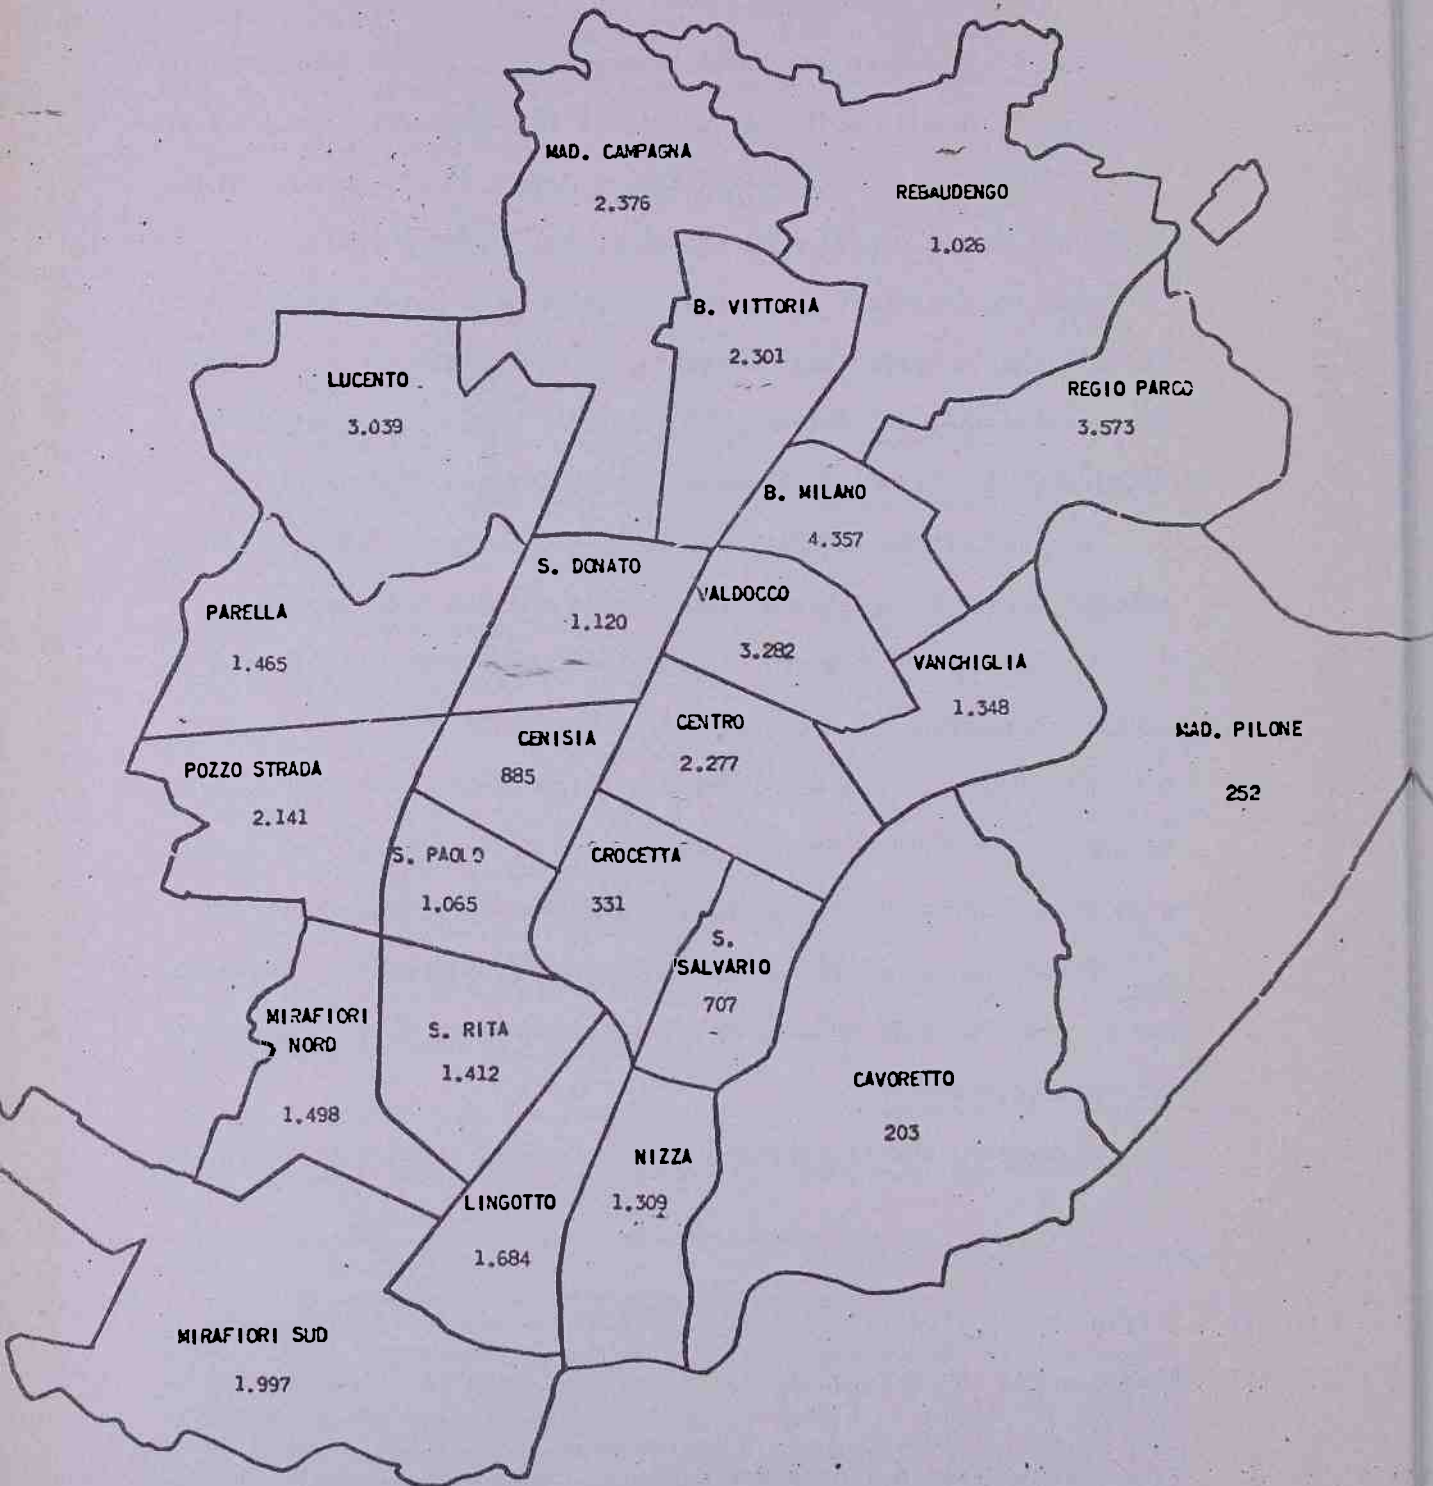 MAD. CAMPAGNA
2.376
REBAUDENGO
1.026
B. VITTORIA
2.301
LUCENTO
3.039
REGIO PARCO
3.573
B. MILANO
4.357
S. DONATO
1.120
VALDOCCO
3.282
PARELLA
1.465
VANCHIGLIA
1.348
CENTRO
2.277
CENISIA
885
MAD. PILONE
252
POZZO STRADA
2.141
S. PAOLO
1.065
CROCETTA
331
S.
SALVARIO
707
MIRAFIORI
NORD
1.498
S. RITA
1.412
CAVORETTO
203
NIZZA
1.309
LINGOTTO
1.684
MIRAFIORI SUD
1.997